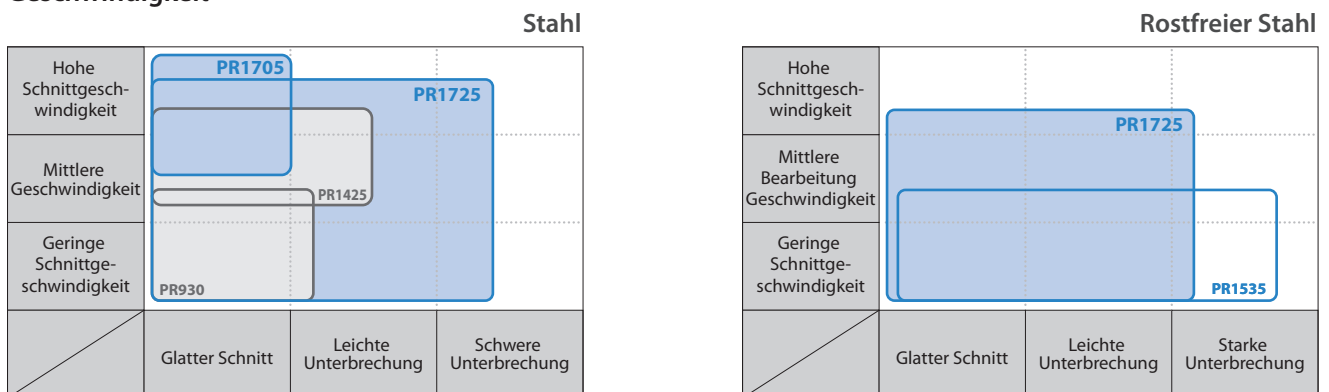 Stahl
Hohe
Schnittgesch-
windigkeit
Mittlere
Geschwindigkeit
Geringe
Schnittge-
schwindigkeit
PR1705
PR1725
PR1425
PR930
Glatter Schnitt
Leichte
Unterbrechung
Schwere
Unterbrechung
Rostfreier Stahl
Hohe
Schnittgesch-
windigkeit
Mittlere
Bearbeitung
Geschwindigkeit
Geringe
Schnittge-
schwindigkeit
PR1725
PR1535
Glatter Schnitt
Leichte
Unterbrechung
Starke
Unterbrechung